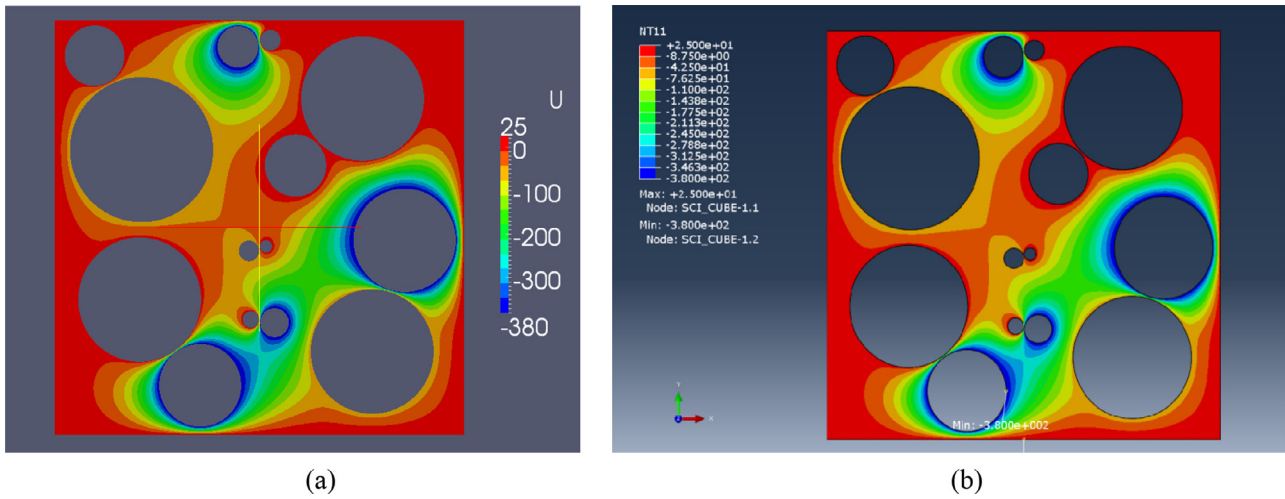 U
25
0
-100
-200
-300
-380
(a)
NT11
+2.500e+01
-8.750e+00
-4.250e+01
-7.625e+01
-1.100e+02
-1.438e+02
-1.775e+02
-2.113e+02
-2.450e+02
-2.788e+02
-3.125e+02
-3.463e+02
-3.800e+02
Max: +2.500e+01
Node: SCI_CUBE-1.1
Min: -3.800e+02
Node: SCI_CUBE-1.2
Y
Z X
Min: -3.800e+002
(b)